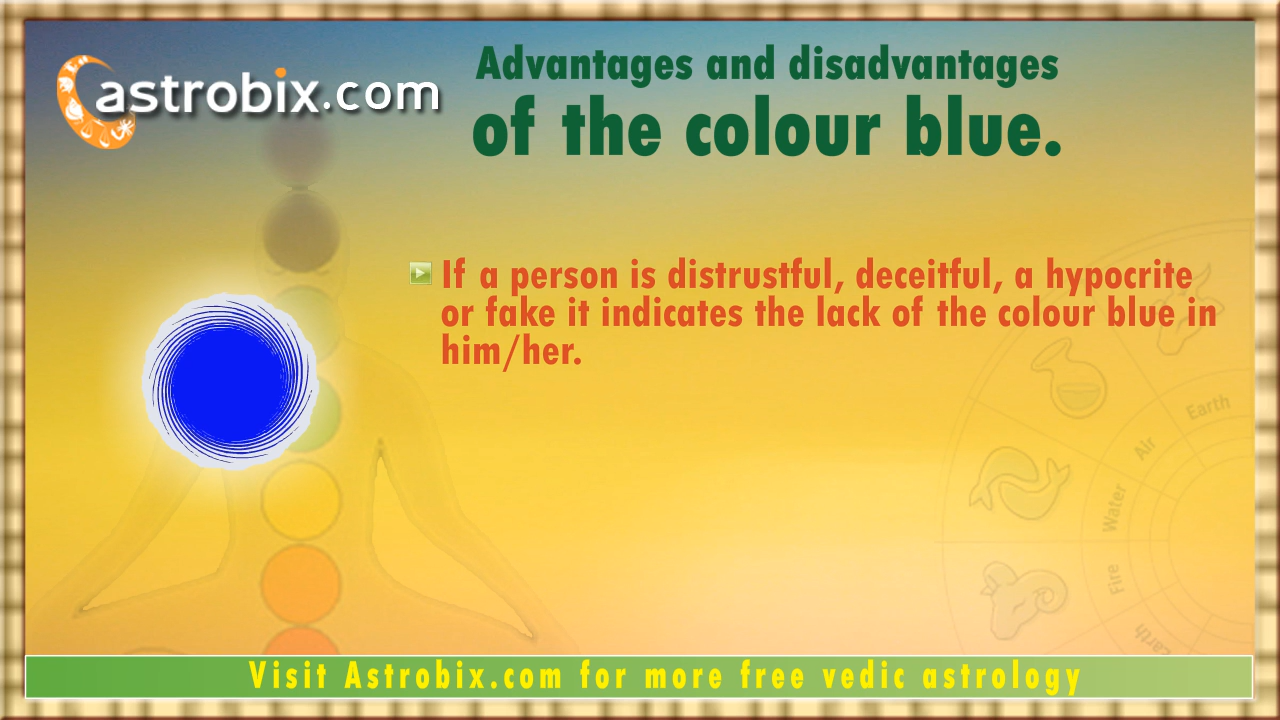 astrobix.com
Advantages and disadvantages
of the colour blue.
If a person is distrustful, deceitful, a hypocrite
or fake it indicates the lack of the colour blue in
him/her.
Earth
Air
Water
Fire
Earth
Visit Astrobix.com for more free vedic astrology